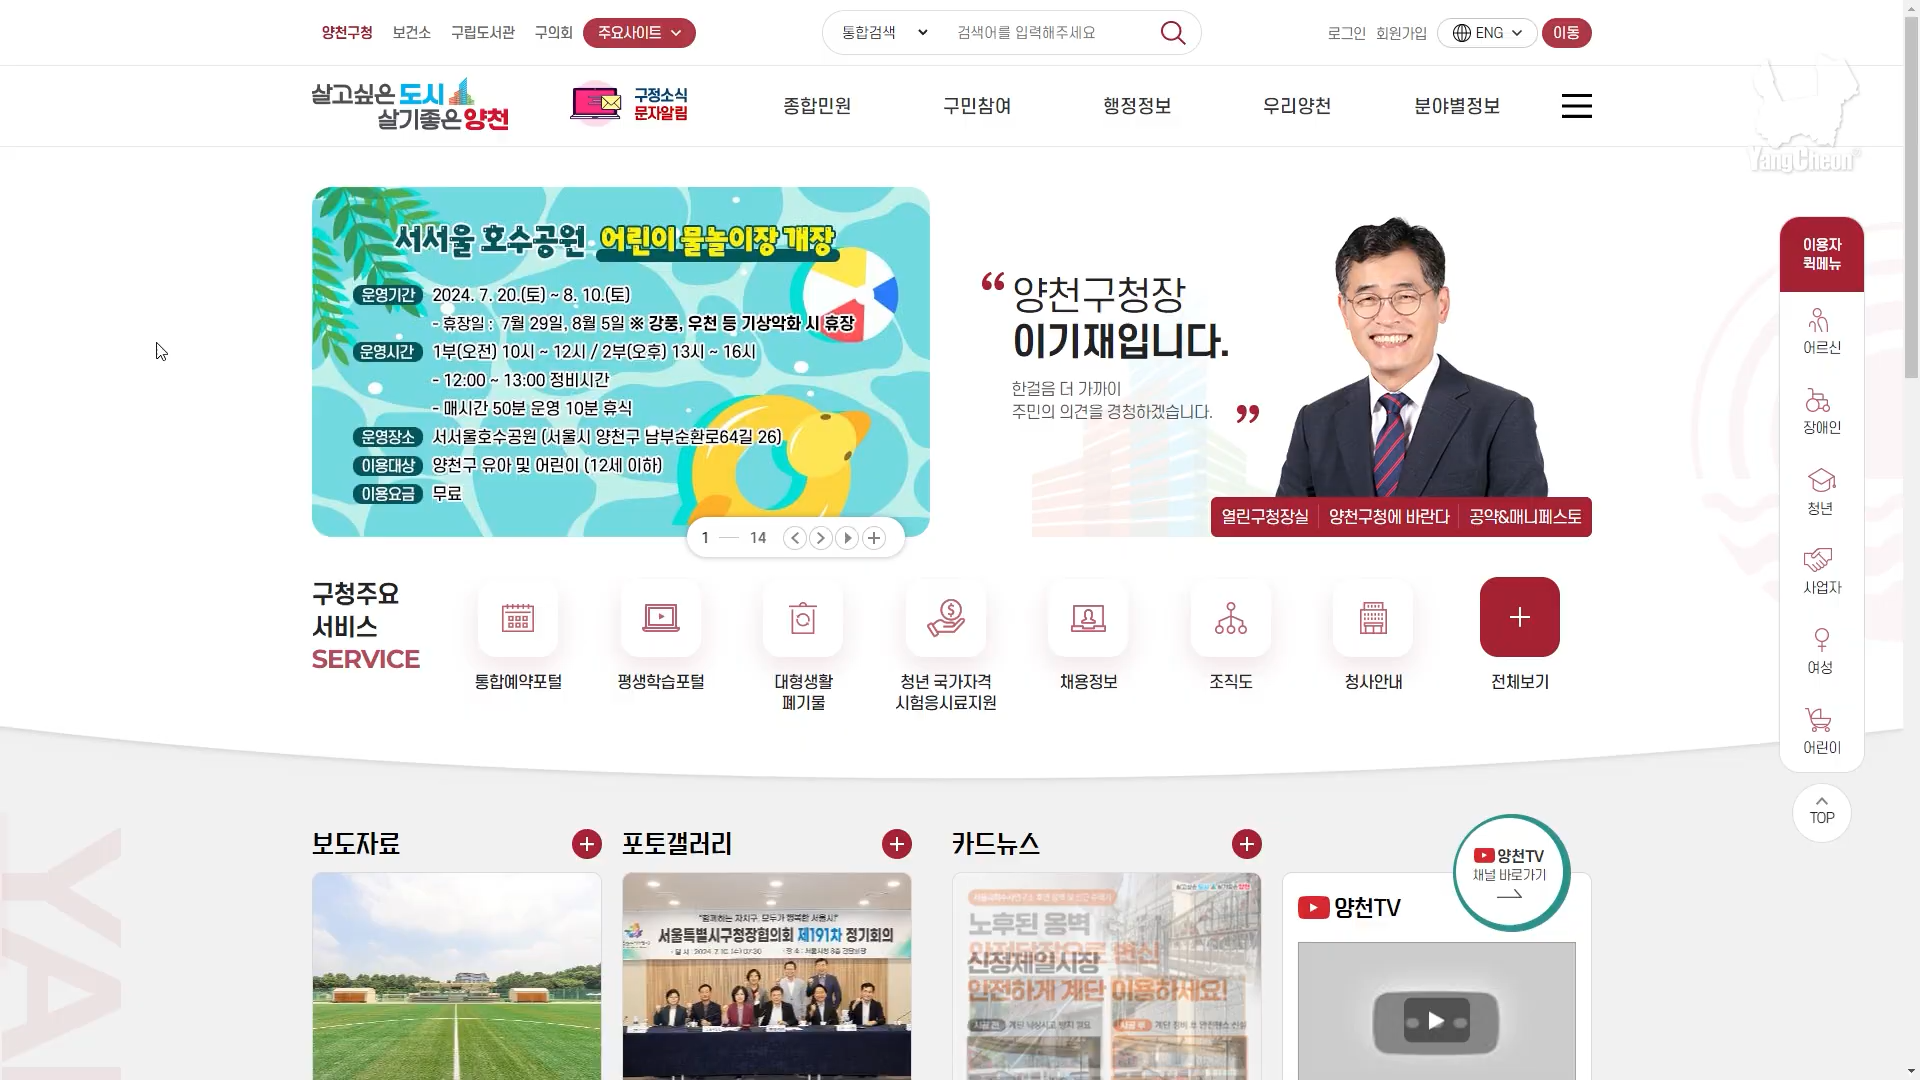 양천구청 보건소 구립도서관 구의회 주요사이트
통합검색 검색어를 입력해주세요
로그인 회원가입 ENG 이동
살고싶은 도시
살기좋은 양천
구정소식
문자알림
종합민원 구민참여 행정정보 우리양천 분야별정보
YangCheon
서서울 호수공원 어린이 물놀이장 개장
운영기간 2024. 7. 20.(토) ~ 8. 10.(토)
- 휴장일 : 7월 29일, 8월 5일 ※ 강풍, 우천 등 기상악화 시 휴장
운영시간 1부(오전) 10시 ~ 12시 / 2부(오후) 13시 ~ 16시
- 12:00 ~ 13:00 정비시간
- 매시간 50분 운영 10분 휴식
운영장소 서서울호수공원 (서울시 양천구 남부순환로64길 26)
이용대상 양천구 유아 및 어린이 (12세 이하)
이용요금 무료
1 — 14
“ 양천구청장
이기재입니다.
한걸음 더 가까이
주민의 의견을 경청하겠습니다. ”
열린구청장실 양천구청에 바란다 공약&매니페스토
이용자
퀵메뉴
어르신
장애인
청년
사업자
여성
어린이
TOP
구청주요
서비스
SERVICE
통합예약포털
평생학습포털
대형생활
폐기물
청년 국가자격
시험응시료지원
채용정보
조직도
청사안내
전체보기
보도자료
포토갤러리
카드뉴스
양천TV
채널 바로가기
양천TV
"함께하는 자치구, 모두가 행복한 서울시!"
서울특별시구청장협의회 제191차 정기회의
노후된 옹벽
신정제일시장
안전하게 계단 이용하세요!
YAN